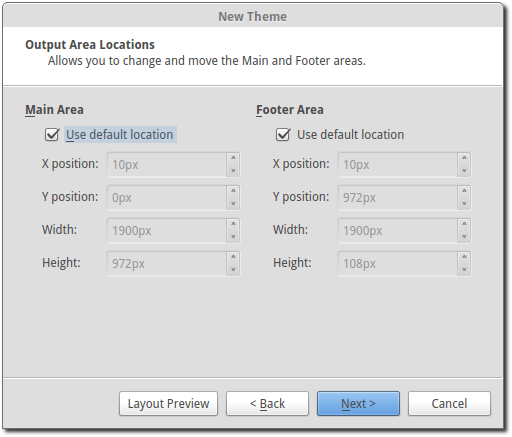 New Theme
Output Area Locations
Allows you to change and move the Main and Footer areas.
Main Area
Use default location
X position: 10px
Y position: 0px
Width: 1900px
Height: 972px
Footer Area
Use default location
X position: 10px
Y position: 972px
Width: 1900px
Height: 108px
Layout Preview < Back Next > Cancel